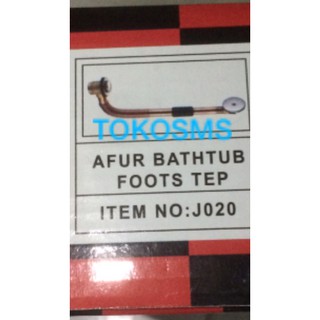 TOKOSMS
AFUR BATHTUB
FOOTS TEP
ITEM NO:J020